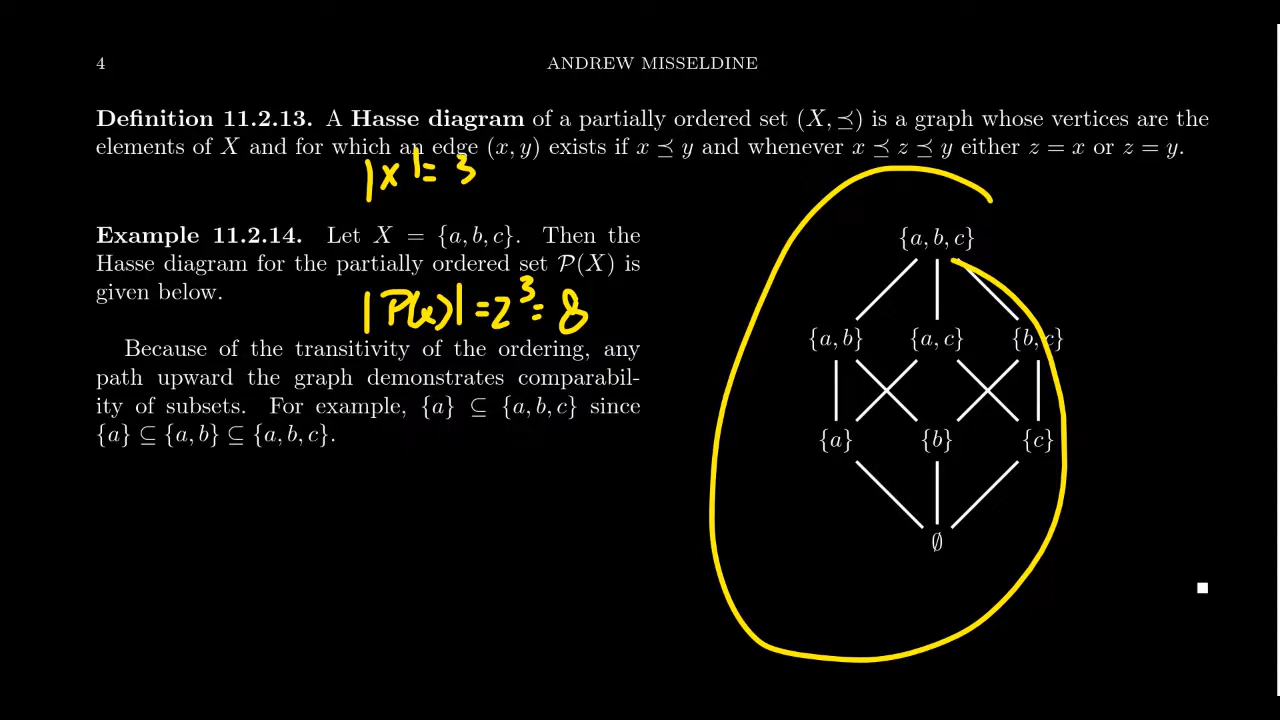 4 ANDREW MISSELDINE
Definition 11.2.13. A Hasse diagram of a partially ordered set (X, ⪯) is a graph whose vertices are the
elements of X and for which an edge (x, y) exists if x ⪯ y and whenever x ⪯ z ⪯ y either z = x or z = y.
|X| = 3
Example 11.2.14. Let X = {a, b, c}. Then the
Hasse diagram for the partially ordered set 𝒫(X) is
given below.
|P(X)| = 2³ = 8
Because of the transitivity of the ordering, any
path upward the graph demonstrates comparabil-
ity of subsets. For example, {a} ⊆ {a, b, c} since
{a} ⊆ {a, b} ⊆ {a, b, c}.
{a, b, c}
{a, b} {a, c} {b, c}
{a} {b} {c}
∅